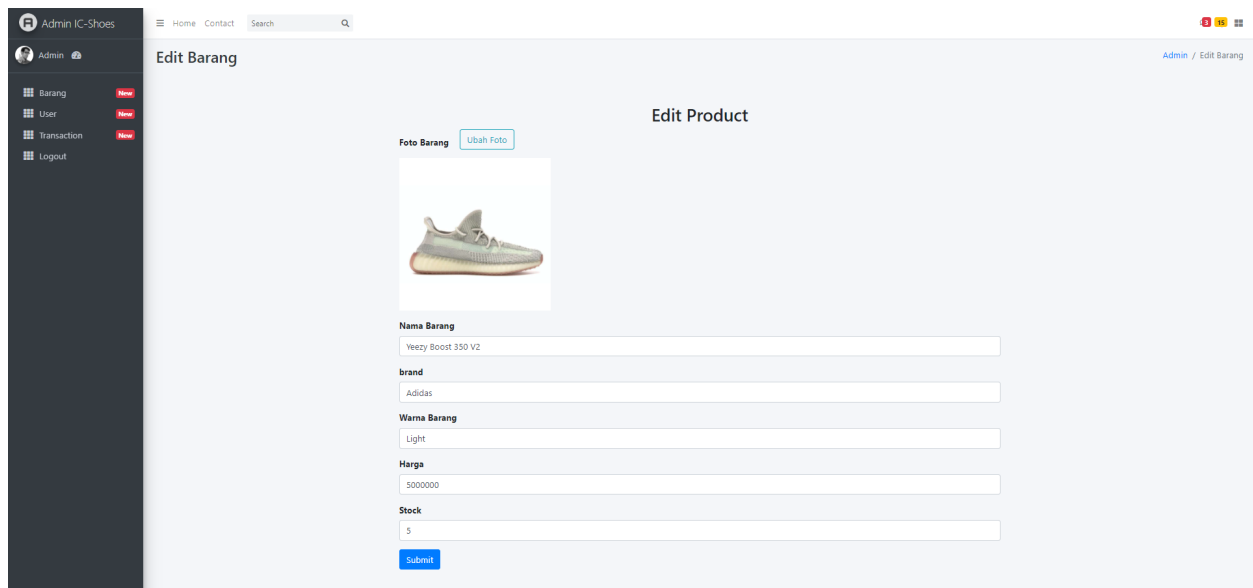 Admin IC-Shoes
Home Contact Search
3 15
Admin
Edit Barang
Admin / Edit Barang
Barang New
User New
Transaction New
Logout
Edit Product
Foto Barang Ubah Foto
Nama Barang
Yeezy Boost 350 V2
brand
Adidas
Warna Barang
Light
Harga
5000000
Stock
5
Submit